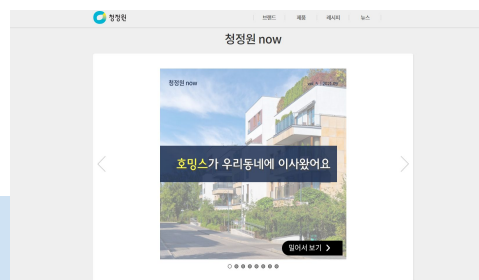 청정원
브랜드 제품 레시피 뉴스
청정원 now
청정원 now
호밍스가 우리동네에 이사왔어요
밀어서 보기